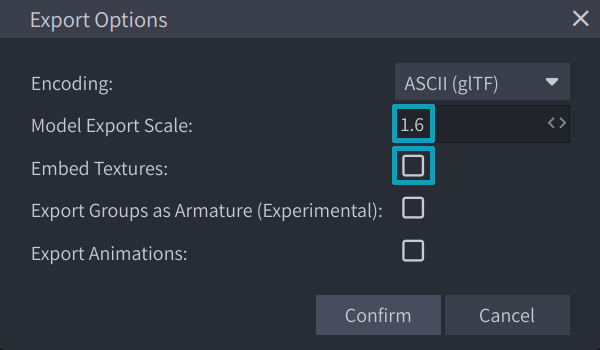 Export Options
Encoding: ASCII (glTF)
Model Export Scale: 1.6
Embed Textures:
Export Groups as Armature (Experimental):
Export Animations:
Confirm Cancel